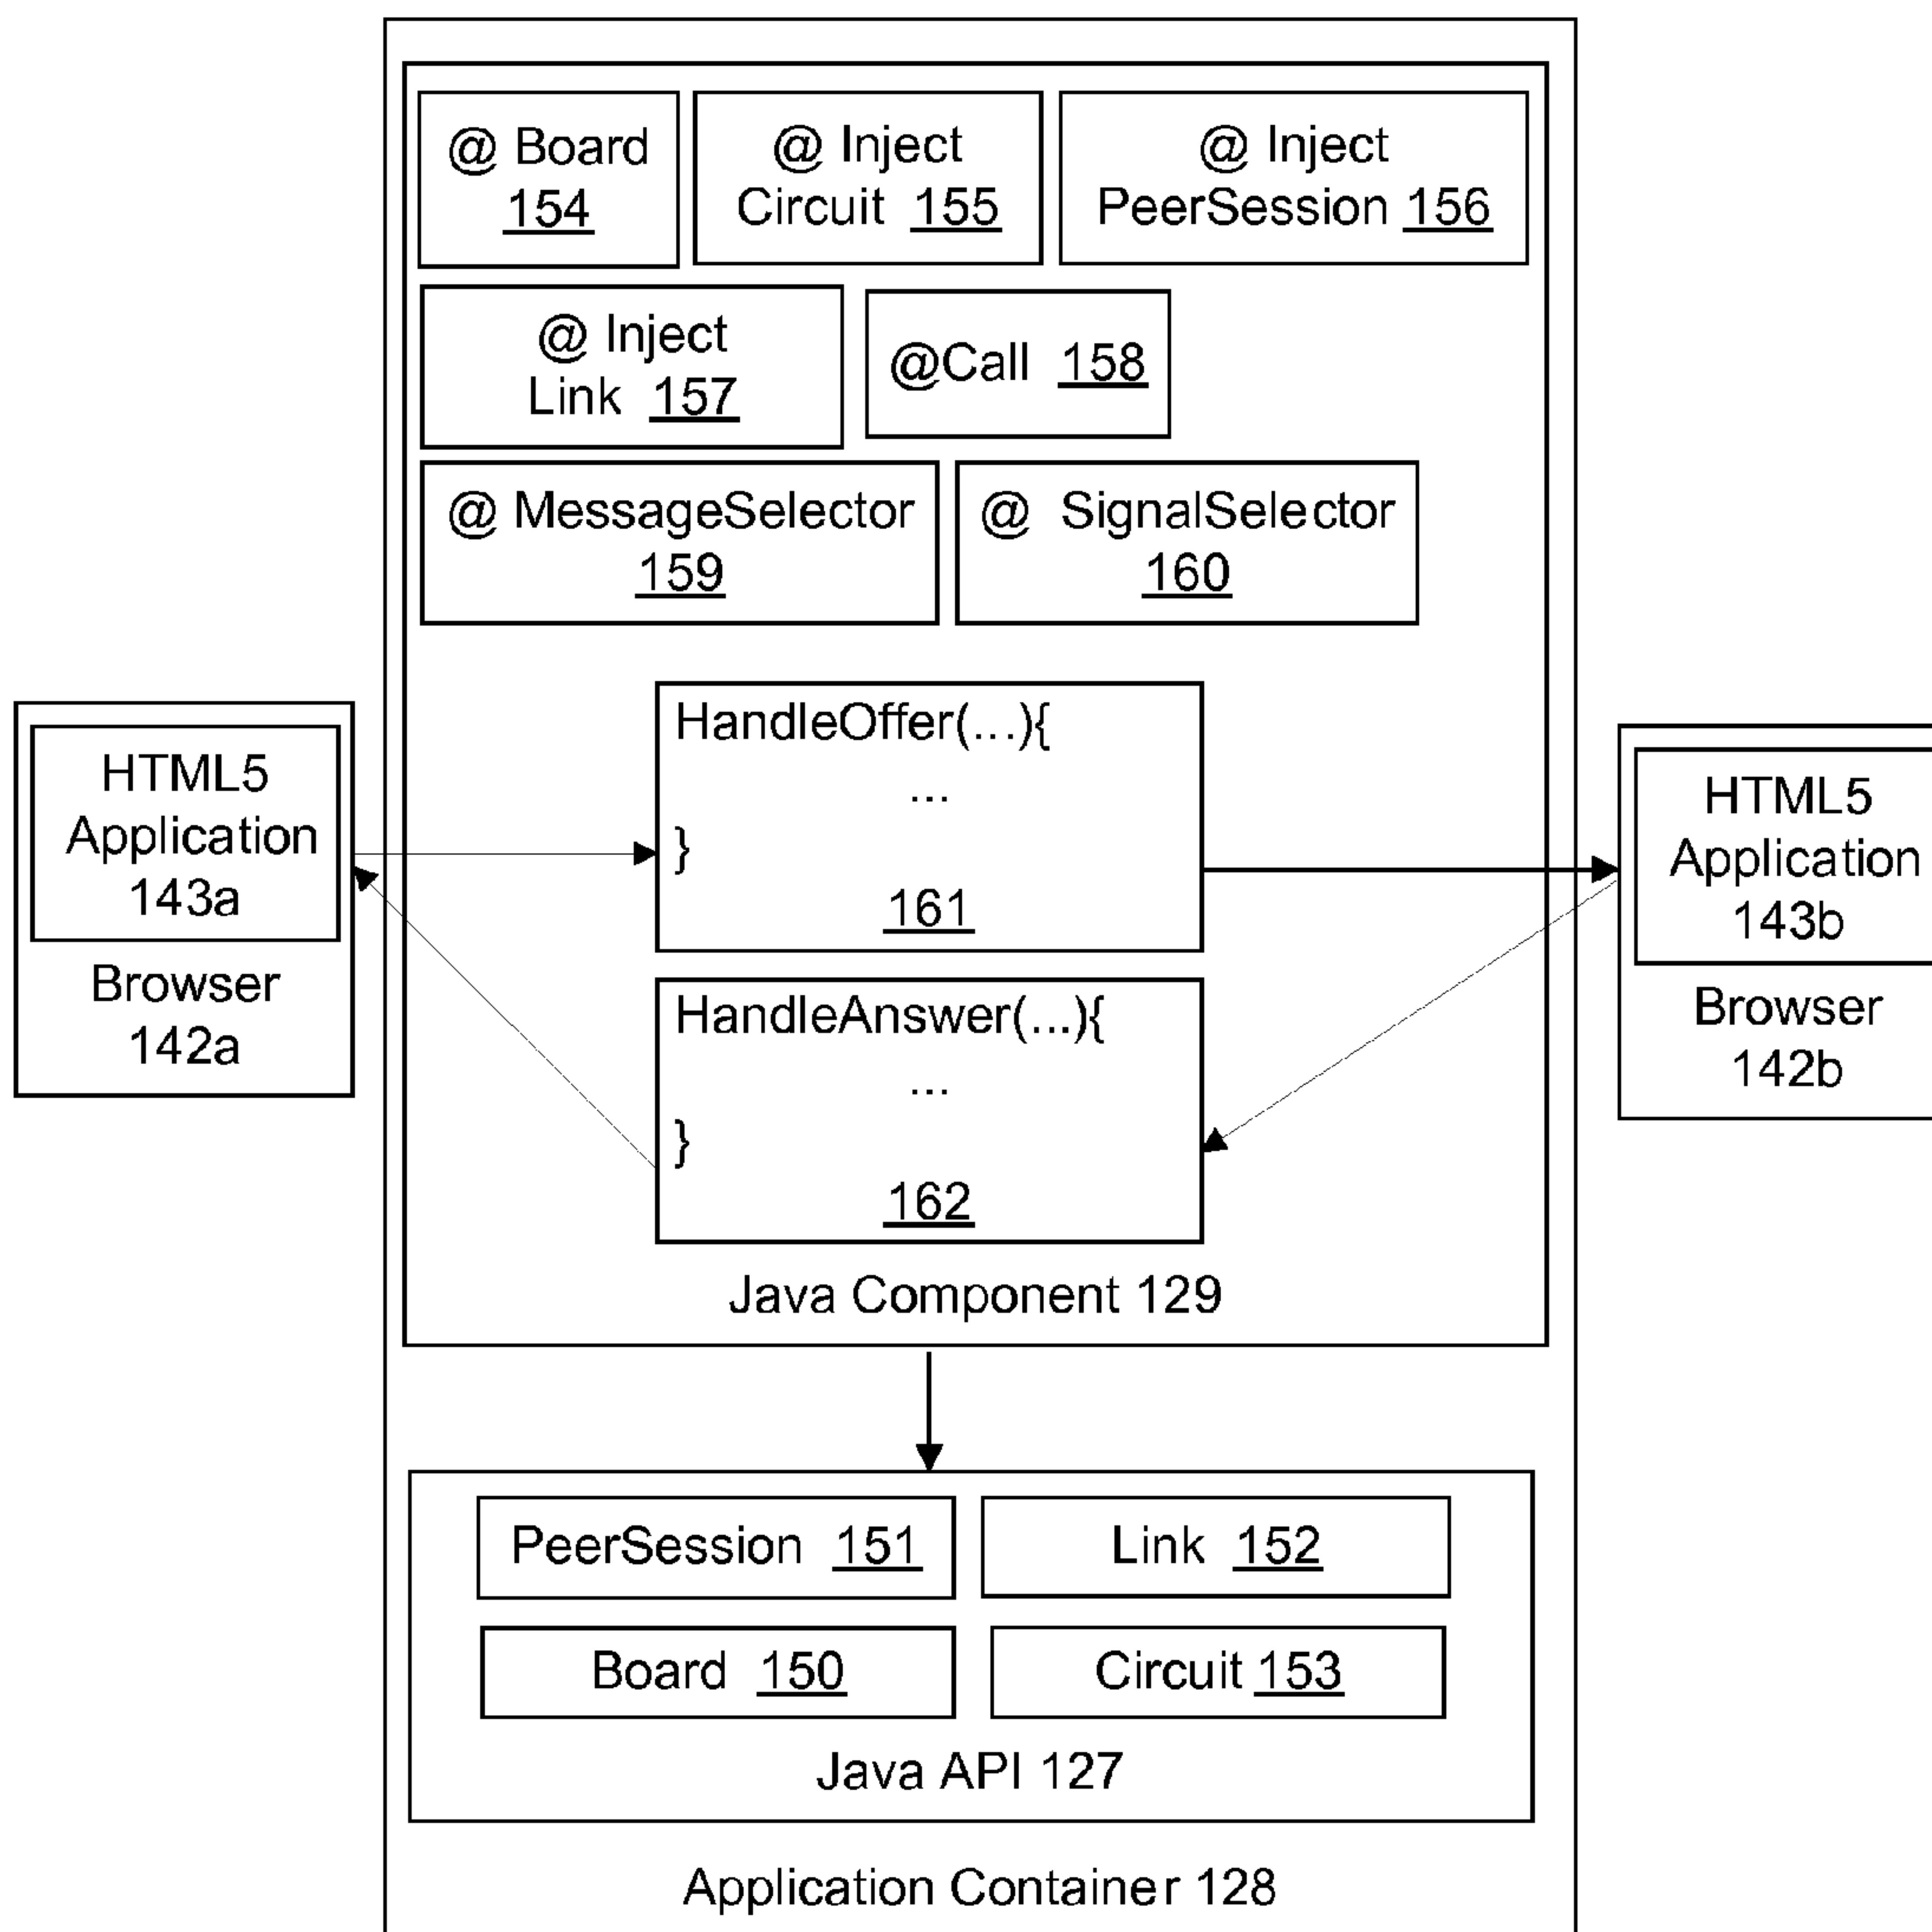 @ Board
154
@ Inject
Circuit 155
@ Inject
PeerSession 156
@ Inject
Link 157
@Call 158
@ MessageSelector
159
@ SignalSelector
160
HandleOffer(...){
...
}
161
HTML5
Application
143a
Browser
142a
HTML5
Application
143b
Browser
142b
HandleAnswer(...){
...
}
162
Java Component 129
PeerSession 151
Link 152
Board 150
Circuit 153
Java API 127
Application Container 128